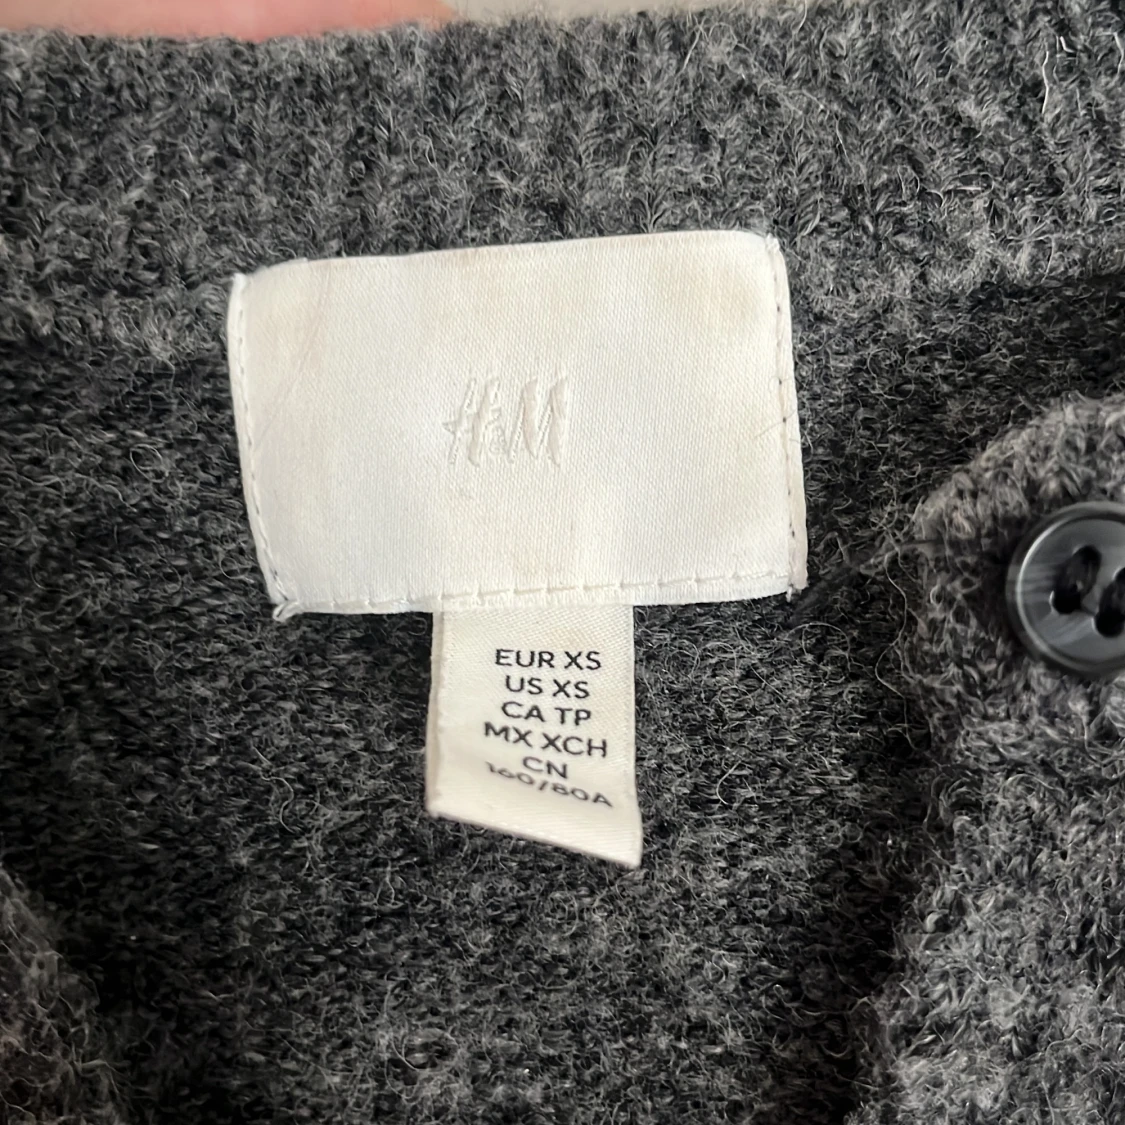 H&M
EUR XS
US XS
CA TP
MX XCH
CN
160/80A